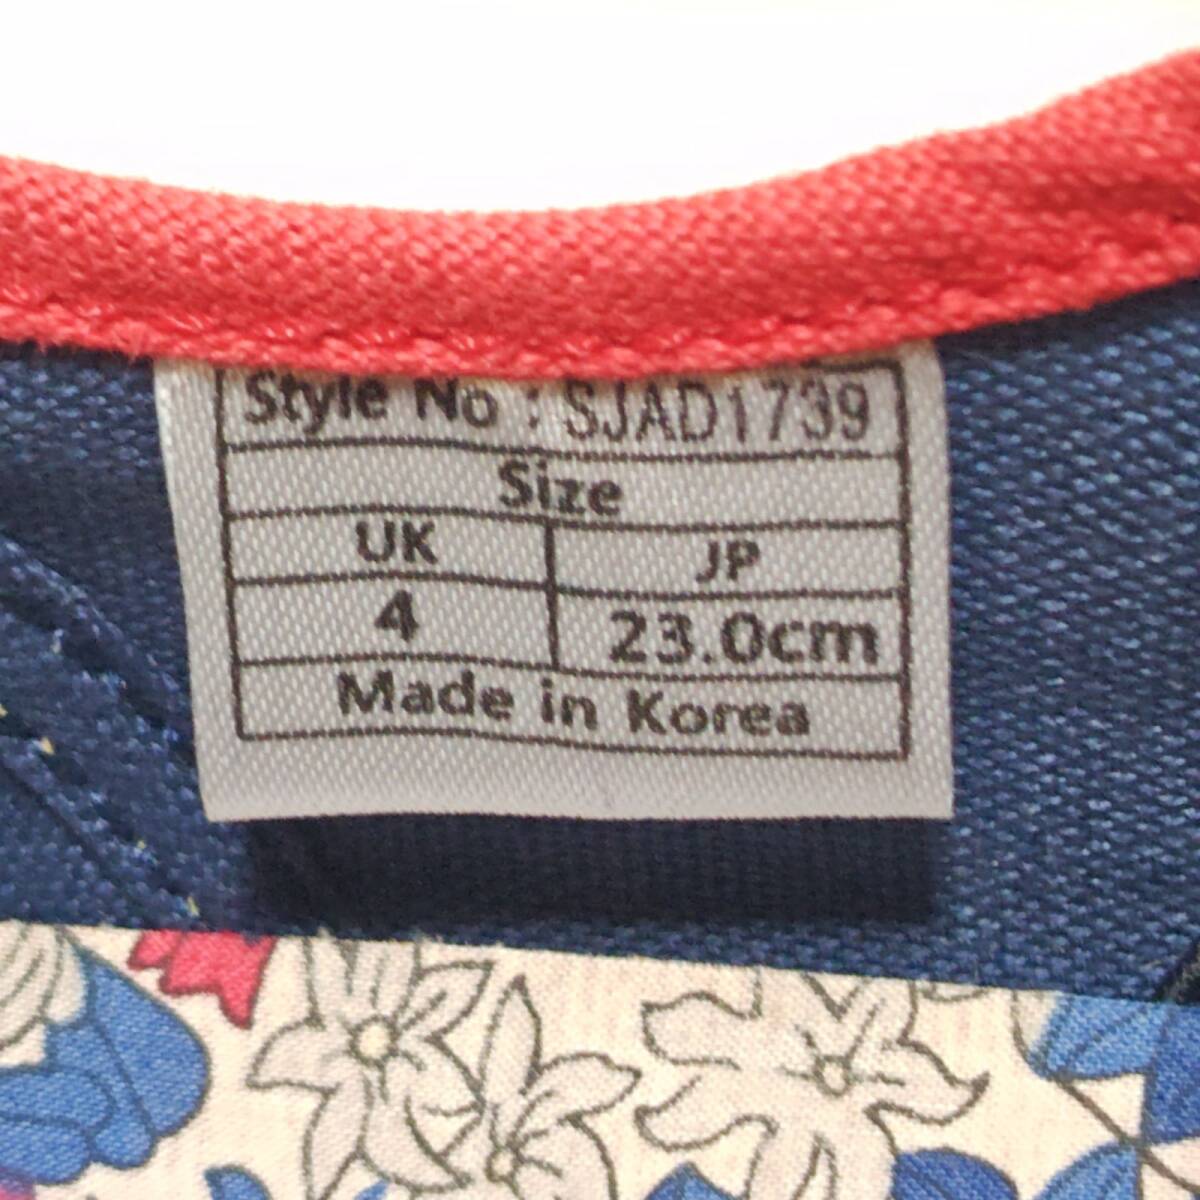 Style No : SJAD1739
Size
UK JP
4 23.0cm
Made in Korea